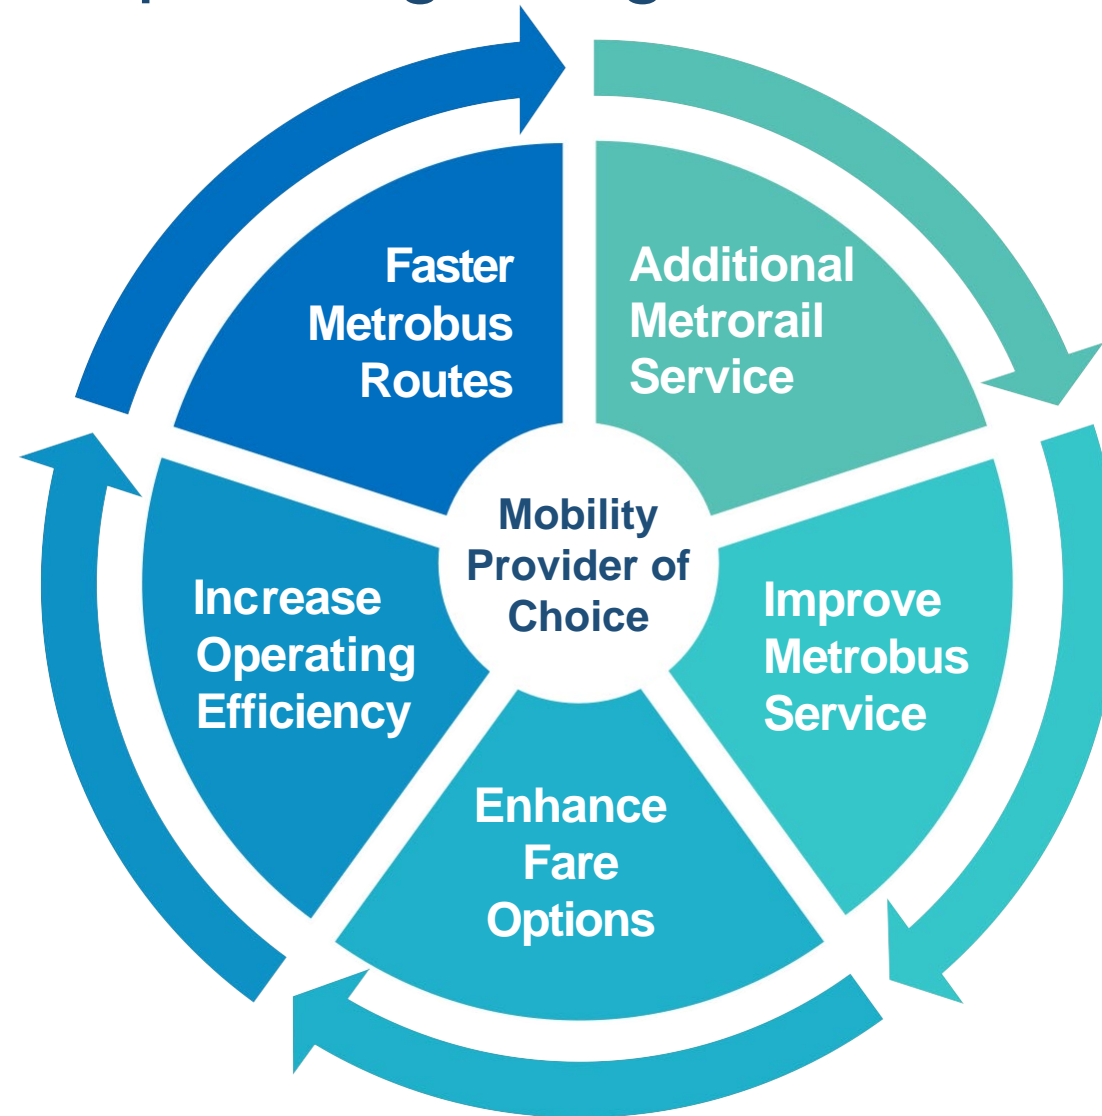 Faster
Metrobus
Routes
Additional
Metrorail
Service
Mobility
Provider of
Choice
Increase
Operating
Efficiency
Improve
Metrobus
Service
Enhance
Fare
Options